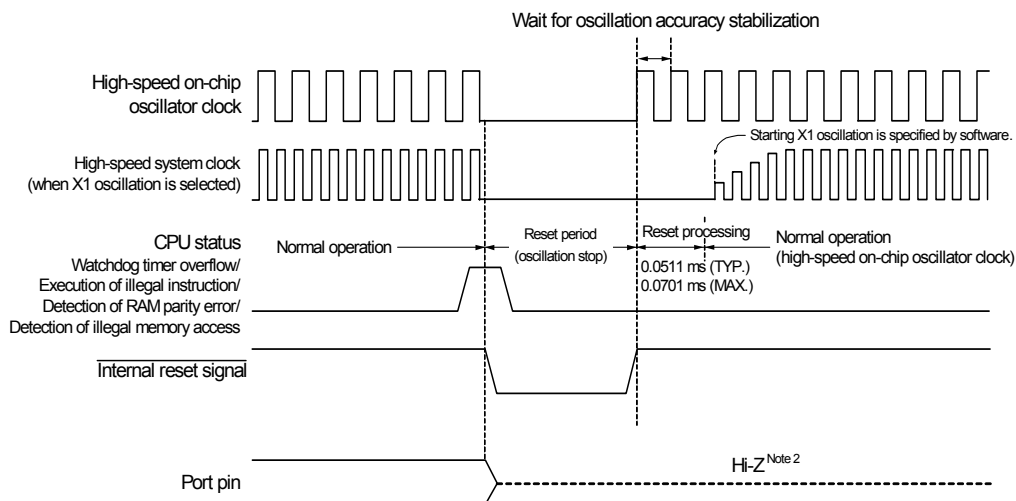 Wait for oscillation accuracy stabilization
High-speed on-chip
oscillator clock
Starting X1 oscillation is specified by software.
High-speed system clock
(when X1 oscillation is selected)
CPU status
Normal operation
Reset period
(oscillation stop)
Reset processing
0.0511 ms (TYP.)
0.0701 ms (MAX.)
Normal operation
(high-speed on-chip oscillator clock)
Watchdog timer overflow/
Execution of illegal instruction/
Detection of RAM parity error/
Detection of illegal memory access
Internal reset signal
Port pin
Hi-Z Note 2